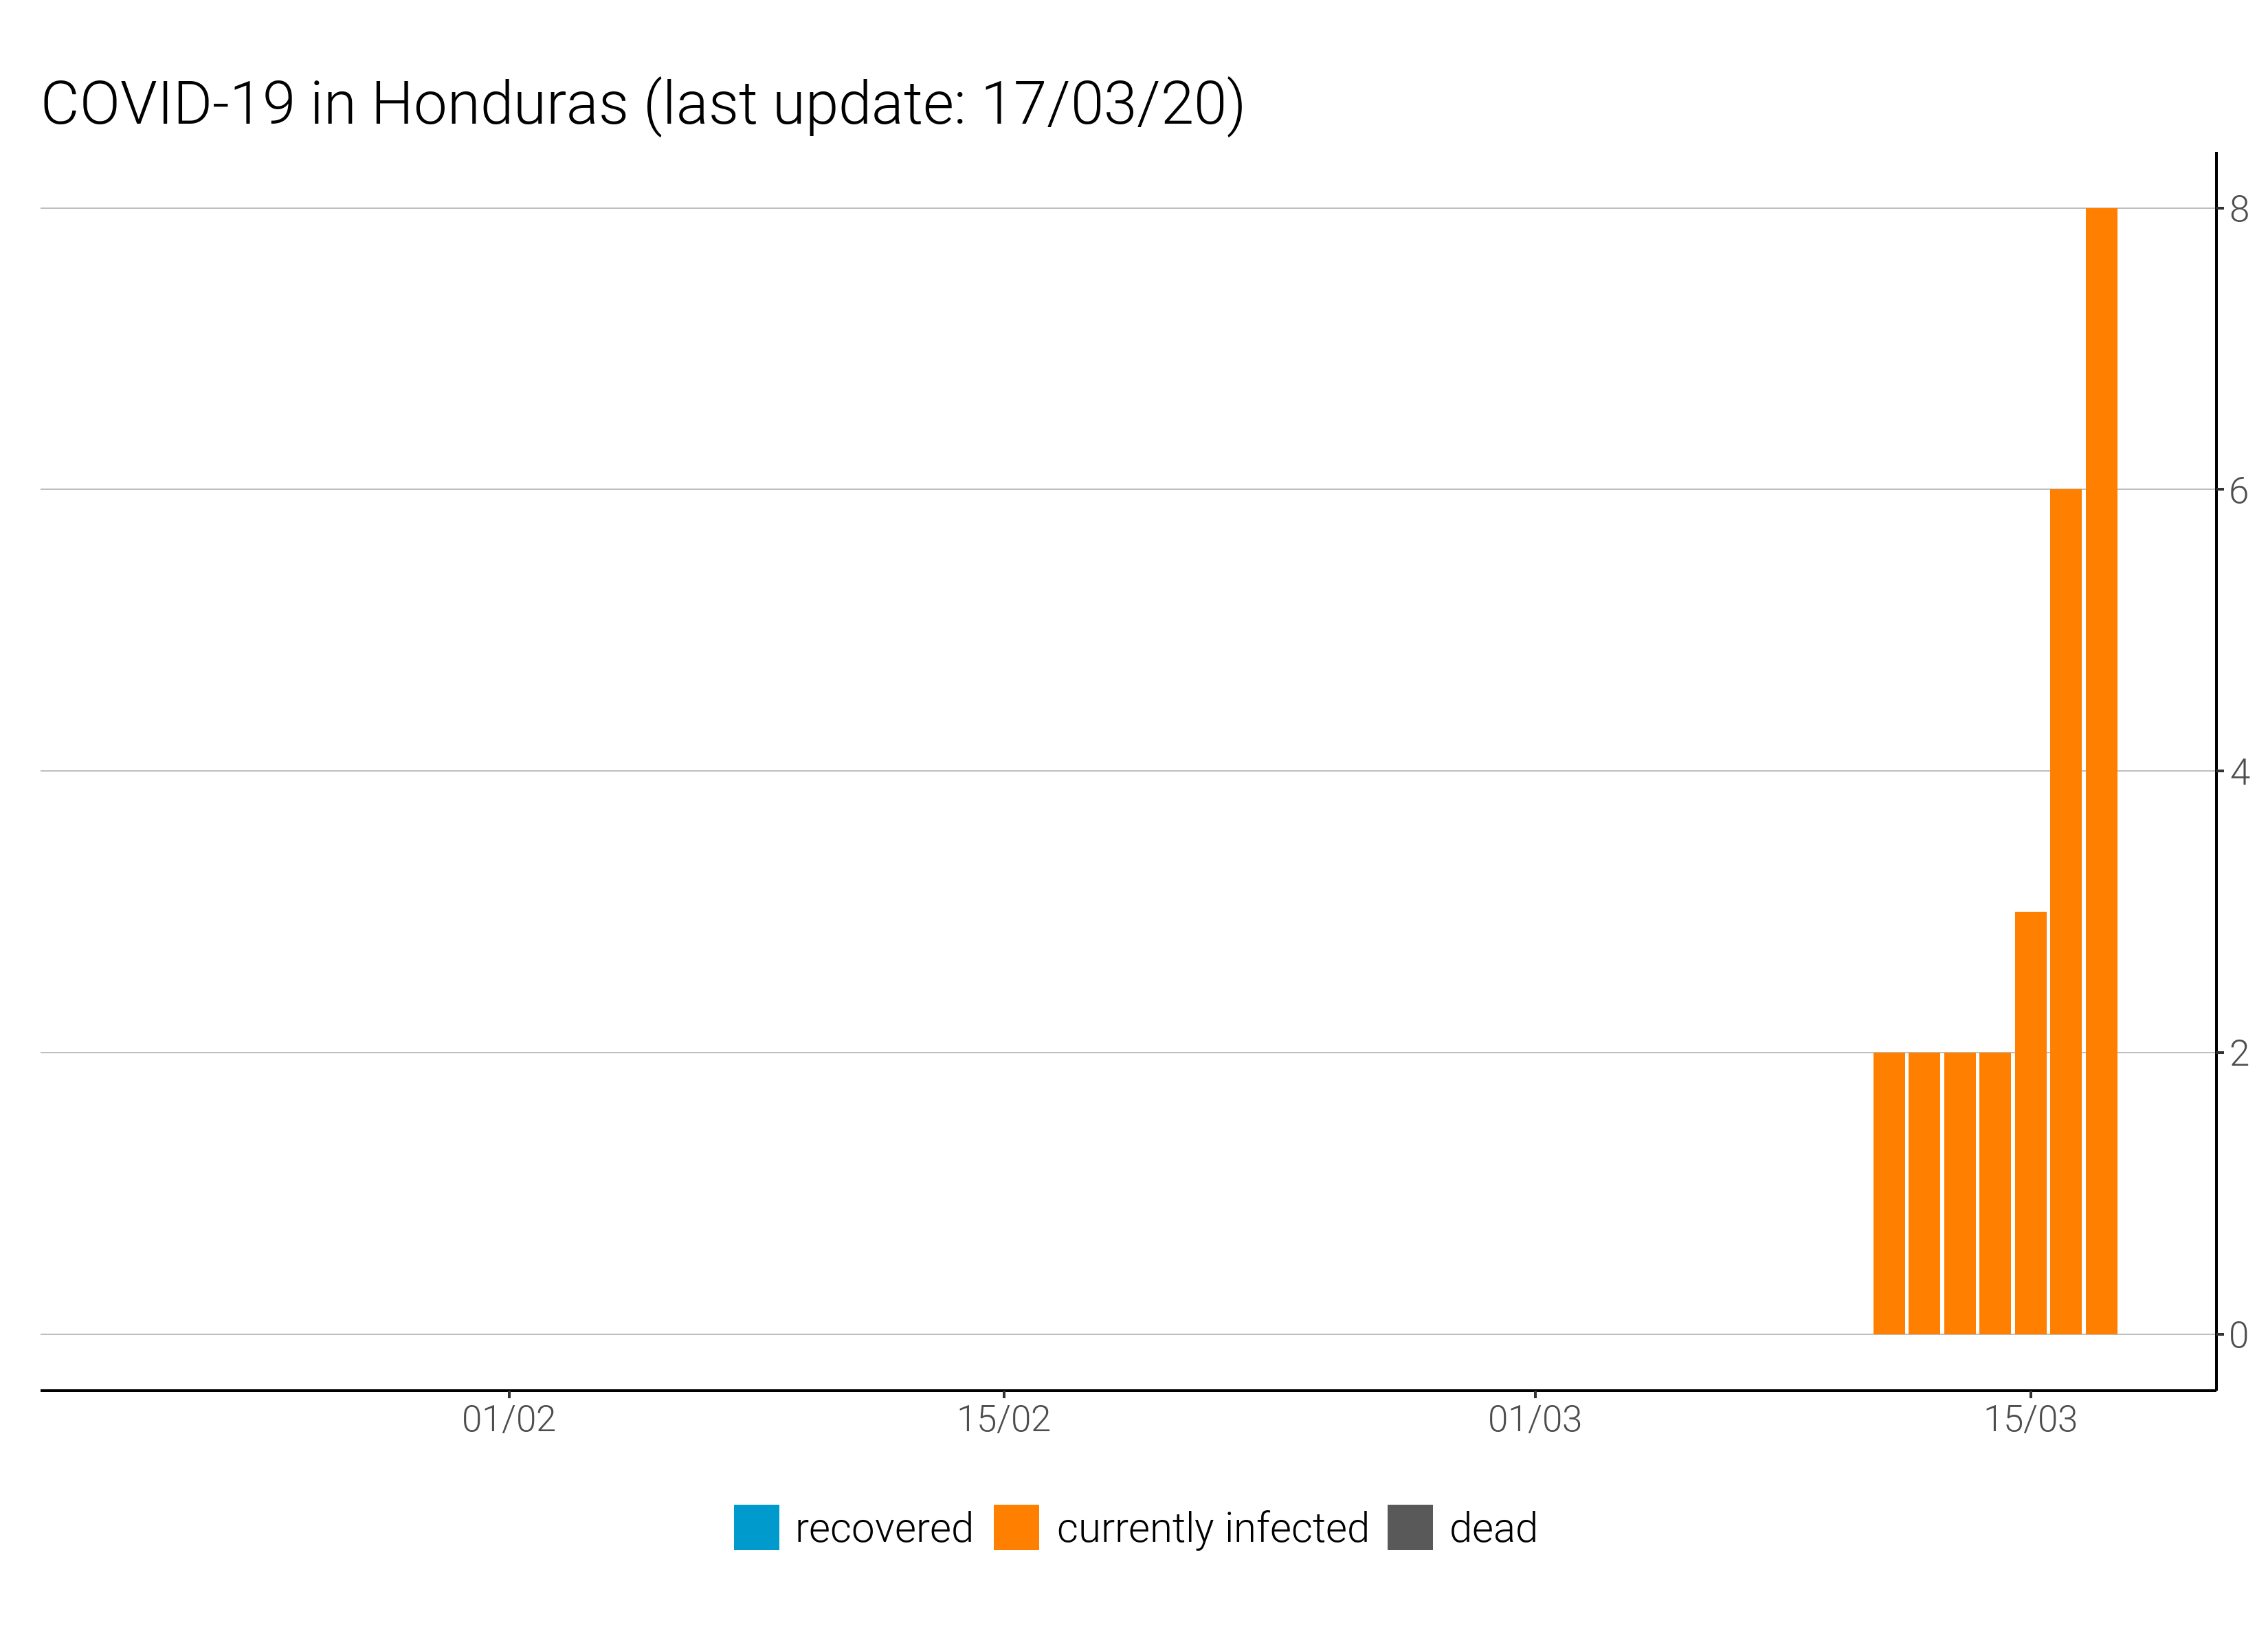 COVID-19 in Honduras (last update: 17/03/20)
8
6
4
2
0
01/02 15/02 01/03 15/03
recovered currently infected dead